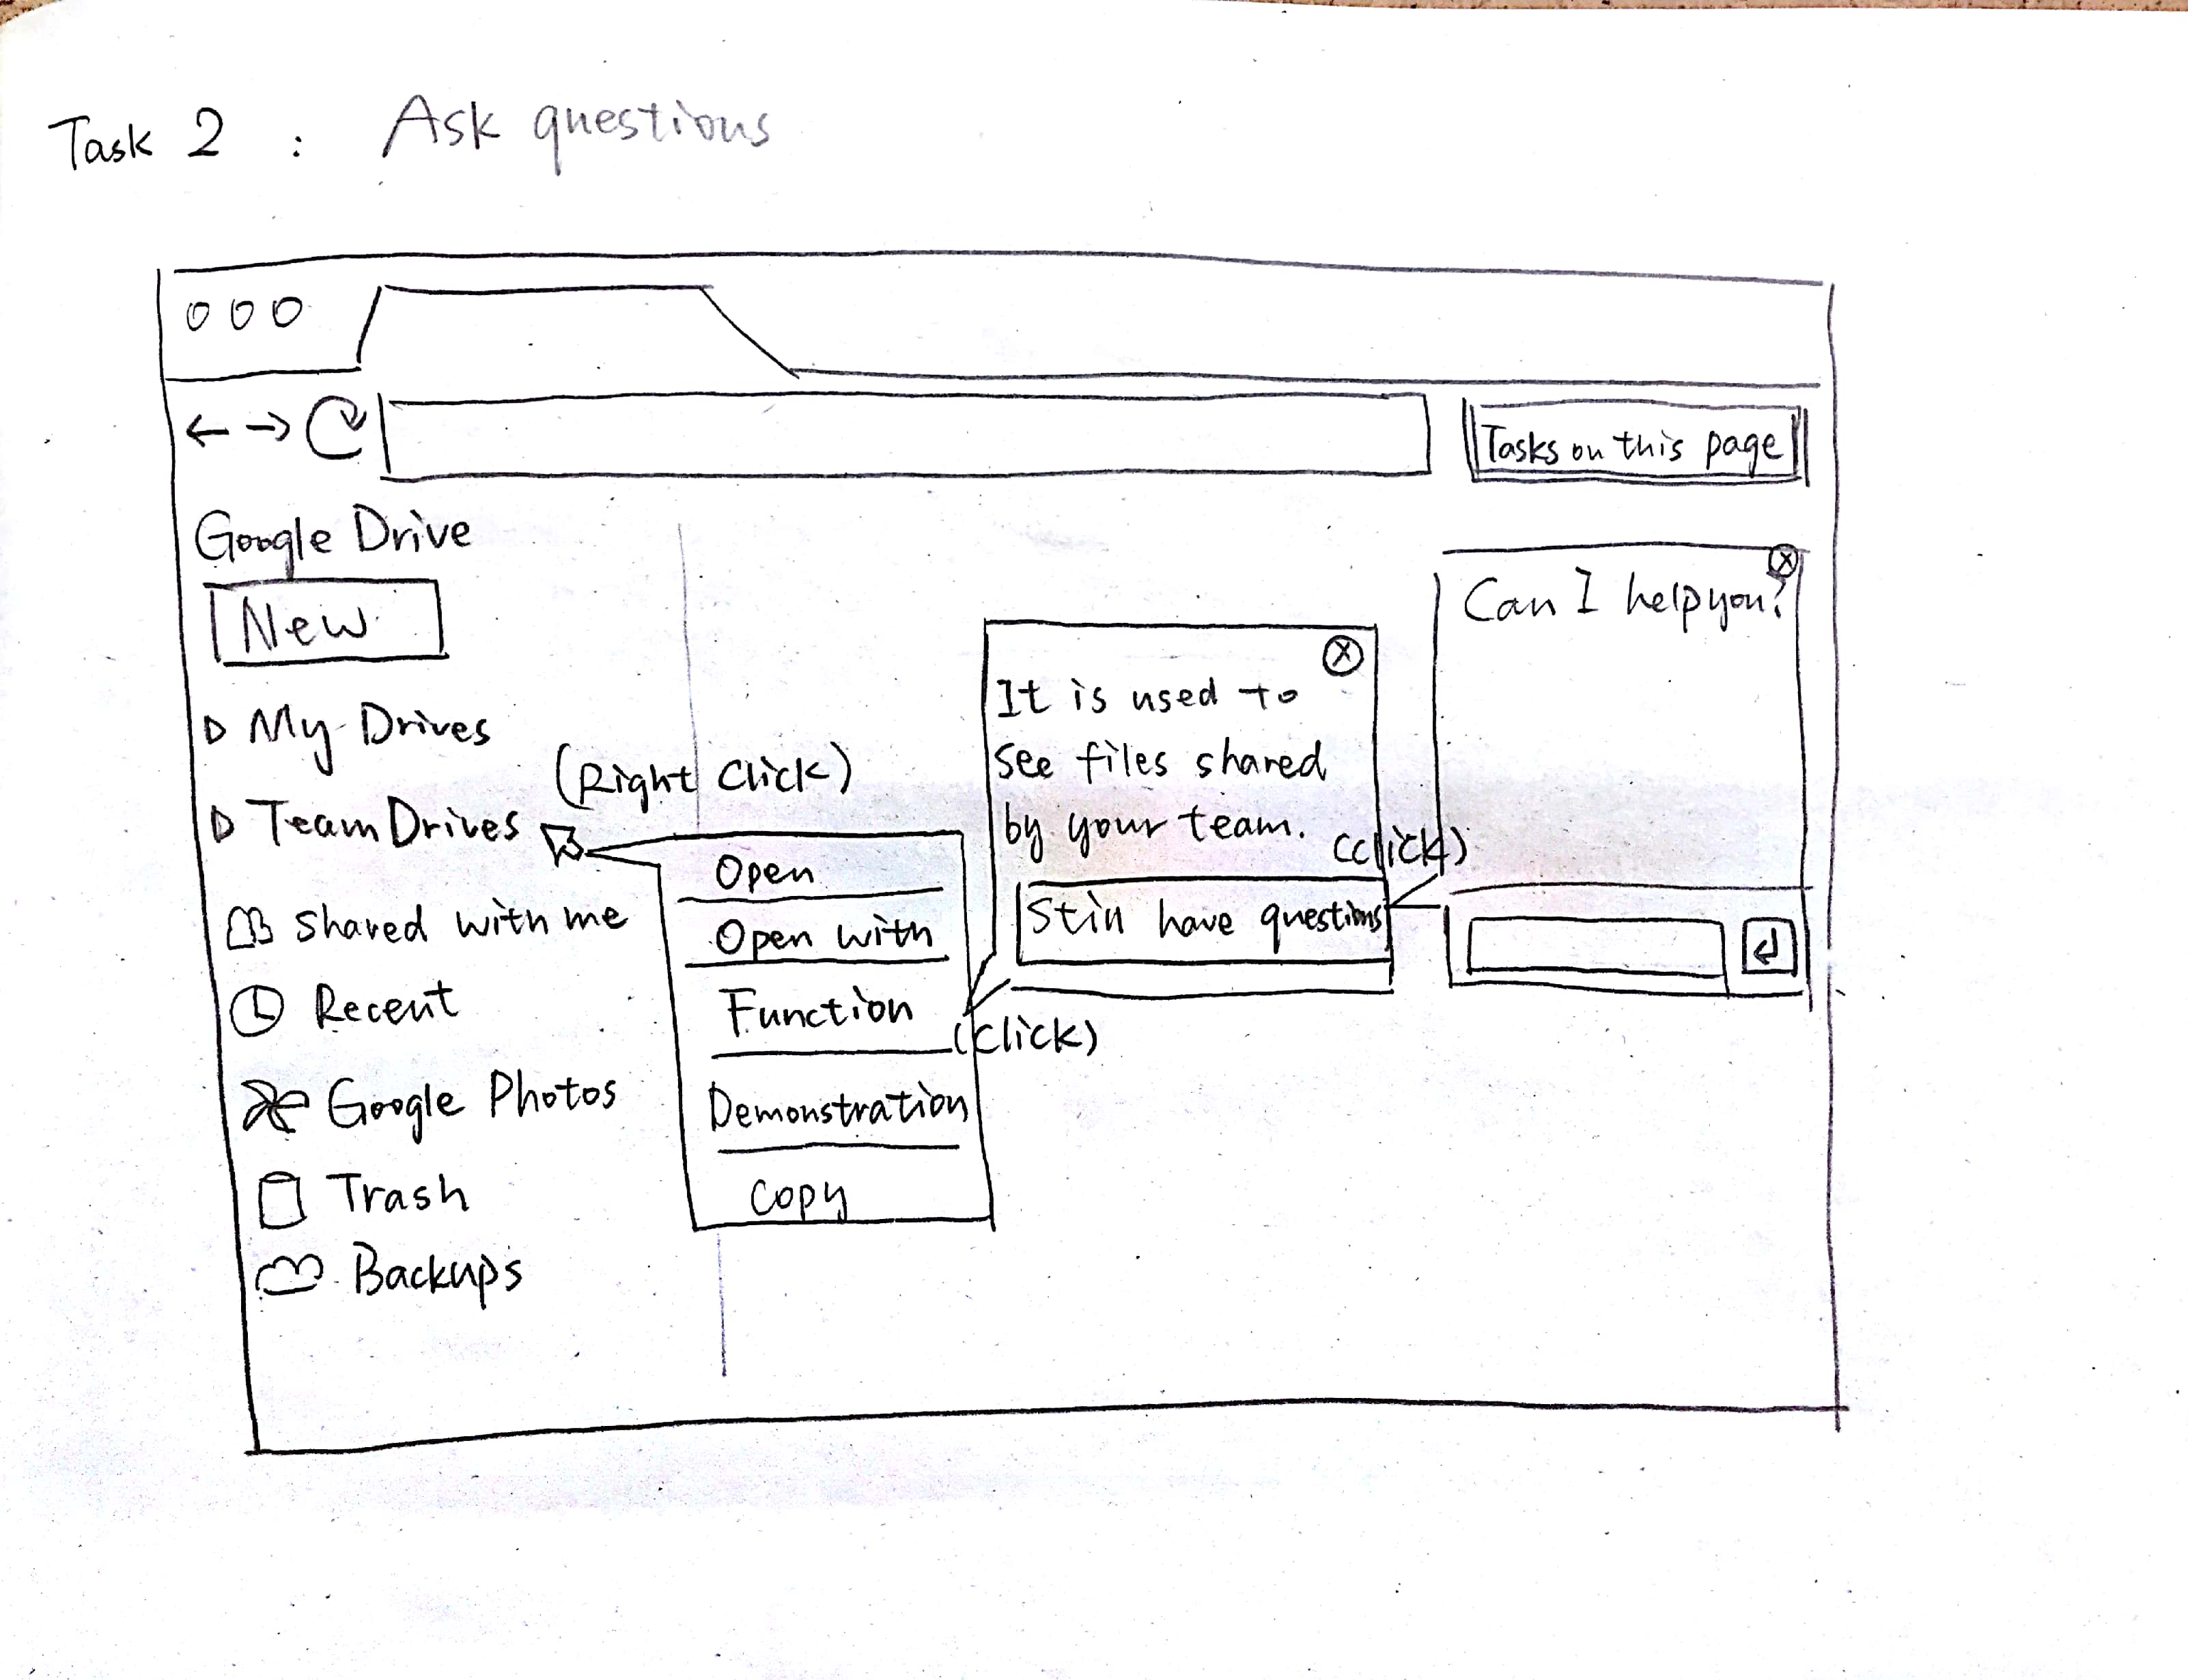 Task 2 : Ask questions
Tasks on this page
Google Drive
New
My Drives
Team Drives
Shared with me
Recent
Google Photos
Trash
Backups
(Right Click)
Open
Open with
Function
Demonstration
Copy
(Click)
It is used to
see files shared
by your team.
Still have questions
(click)
Can I help you?